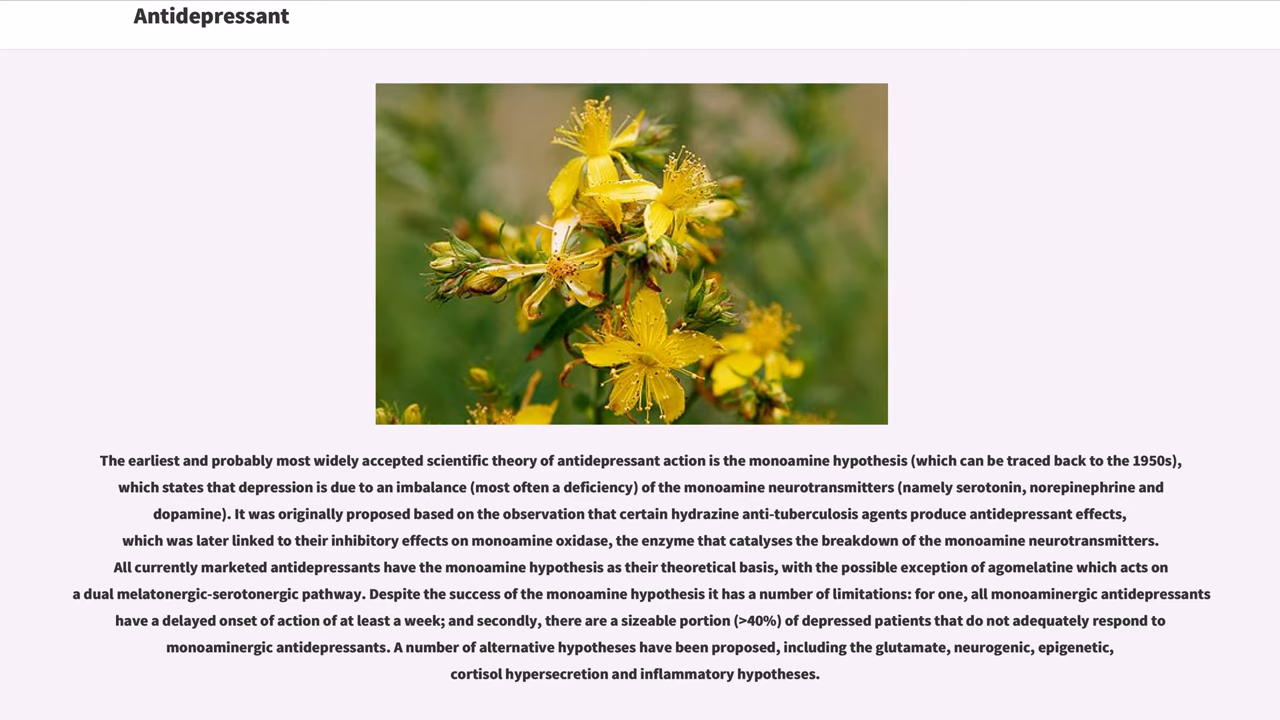 Antidepressant
The earliest and probably most widely accepted scientific theory of antidepressant action is the monoamine hypothesis (which can be traced back to the 1950s),
which states that depression is due to an imbalance (most often a deficiency) of the monoamine neurotransmitters (namely serotonin, norepinephrine and
dopamine). It was originally proposed based on the observation that certain hydrazine anti-tuberculosis agents produce antidepressant effects,
which was later linked to their inhibitory effects on monoamine oxidase, the enzyme that catalyses the breakdown of the monoamine neurotransmitters.
All currently marketed antidepressants have the monoamine hypothesis as their theoretical basis, with the possible exception of agomelatine which acts on
a dual melatonergic-serotonergic pathway. Despite the success of the monoamine hypothesis it has a number of limitations: for one, all monoaminergic antidepressants
have a delayed onset of action of at least a week; and secondly, there are a sizeable portion (>40%) of depressed patients that do not adequately respond to
monoaminergic antidepressants. A number of alternative hypotheses have been proposed, including the glutamate, neurogenic, epigenetic,
cortisol hypersecretion and inflammatory hypotheses.